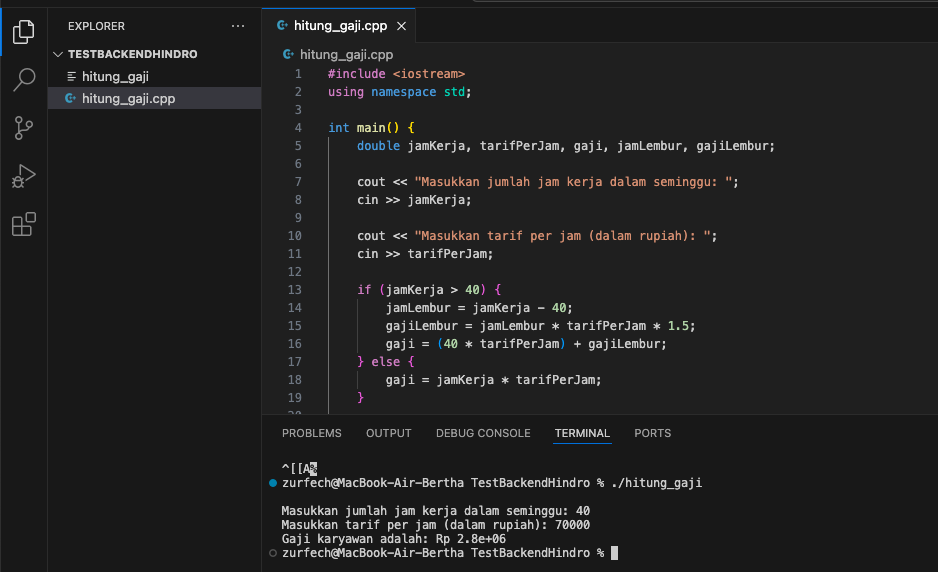 EXPLORER ...
TESTBACKENDHINDRO
hitung_gaji
hitung_gaji.cpp
hitung_gaji.cpp
hitung_gaji.cpp
1 #include <iostream>
2 using namespace std;
3
4 int main() {
5 double jamKerja, tarifPerJam, gaji, jamLembur, gajiLembur;
6
7 cout << "Masukkan jumlah jam kerja dalam seminggu: ";
8 cin >> jamKerja;
9
10 cout << "Masukkan tarif per jam (dalam rupiah): ";
11 cin >> tarifPerJam;
12
13 if (jamKerja > 40) {
14 jamLembur = jamKerja - 40;
15 gajiLembur = jamLembur * tarifPerJam * 1.5;
16 gaji = (40 * tarifPerJam) + gajiLembur;
17 } else {
18 gaji = jamKerja * tarifPerJam;
19 }
PROBLEMS OUTPUT DEBUG CONSOLE TERMINAL PORTS
^[[A%
zurfech@MacBook-Air-Bertha TestBackendHindro % ./hitung_gaji
Masukkan jumlah jam kerja dalam seminggu: 40
Masukkan tarif per jam (dalam rupiah): 70000
Gaji karyawan adalah: Rp 2.8e+06
zurfech@MacBook-Air-Bertha TestBackendHindro %